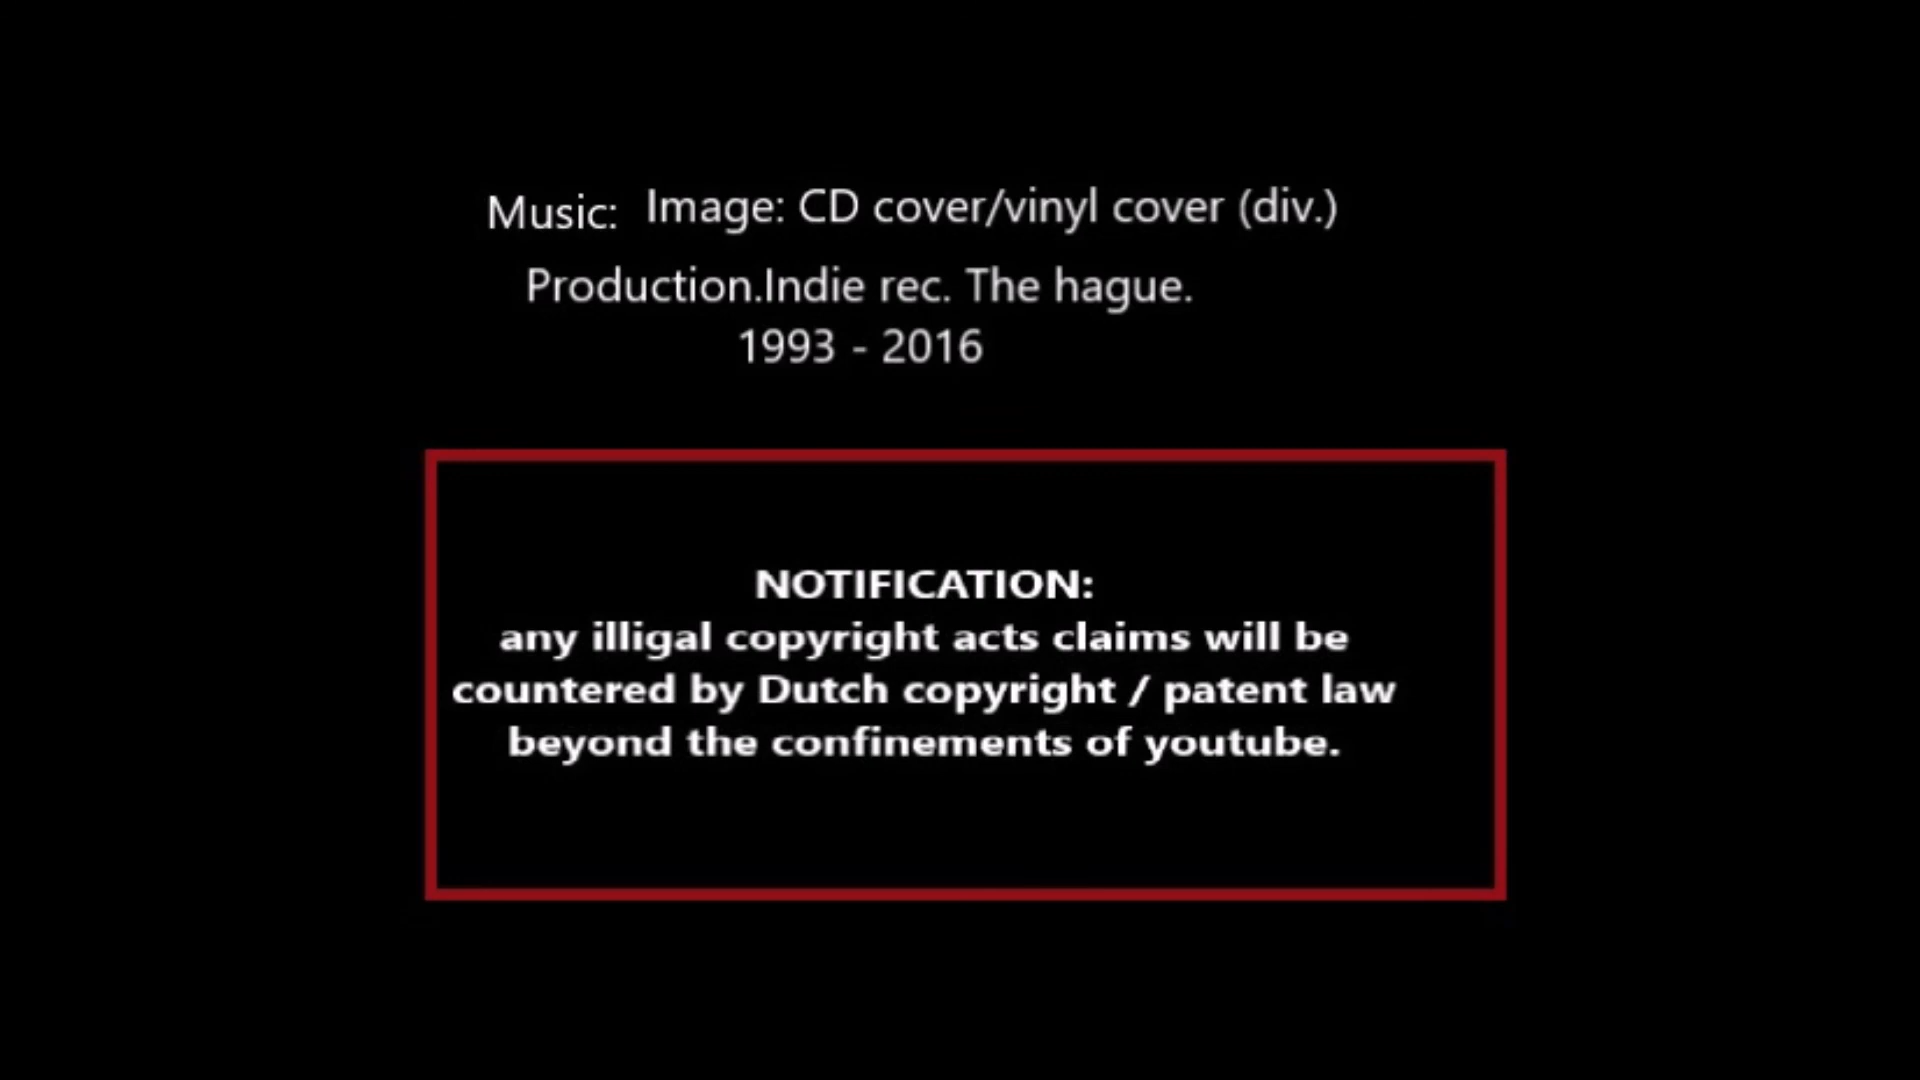 Music: Image: CD cover/vinyl cover (div.)
Production.Indie rec. The hague.
1993 - 2016
NOTIFICATION:
any illigal copyright acts claims will be
countered by Dutch copyright / patent law
beyond the confinements of youtube.